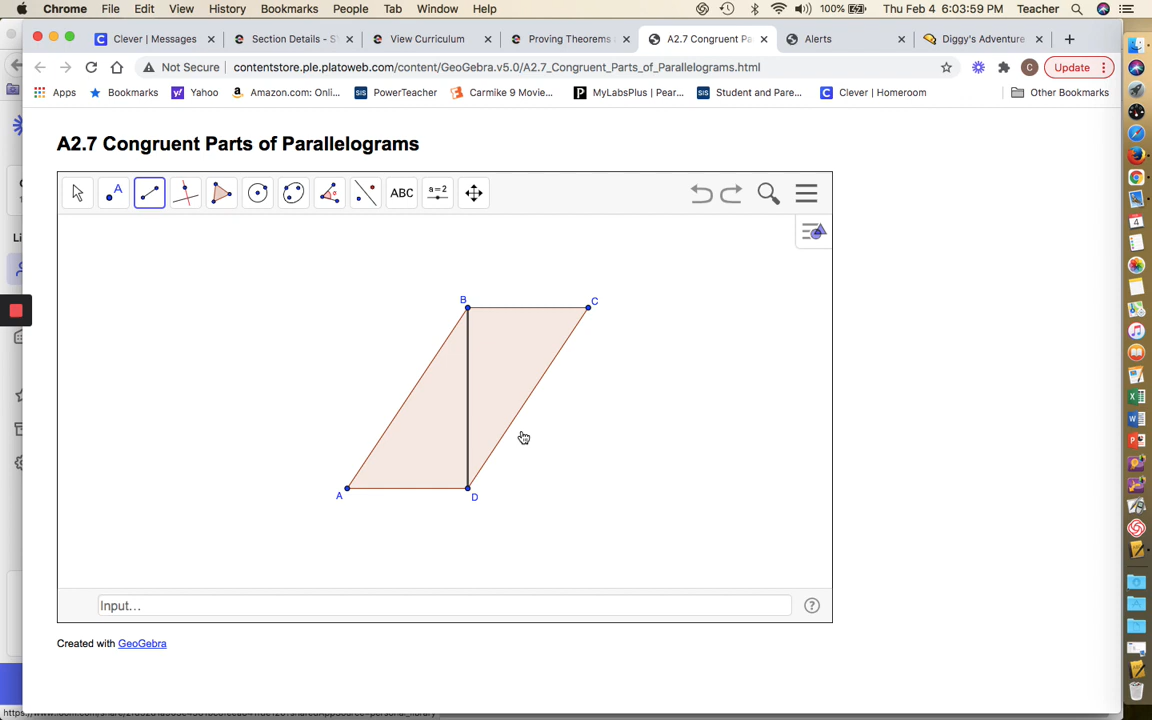 Chrome File Edit View History Bookmarks People Tab Window Help 100% Thu Feb 4 6:03:59 PM Teacher
Clever | Messages Section Details - S View Curriculum Proving Theorems A2.7 Congruent Pa Alerts Diggy's Adventure
Not Secure contentstore.ple.platoweb.com/content/GeoGebra.v5.0/A2.7_Congruent_Parts_of_Parallelograms.html C Update
Apps Bookmarks Yahoo Amazon.com: Onli... SIS PowerTeacher Carmike 9 Movie... P MyLabsPlus | Pear... SIS Student and Pare... C Clever | Homeroom Other Bookmarks
A2.7 Congruent Parts of Parallelograms
A α ABC a=2
B C
A D
Input...
Created with GeoGebra